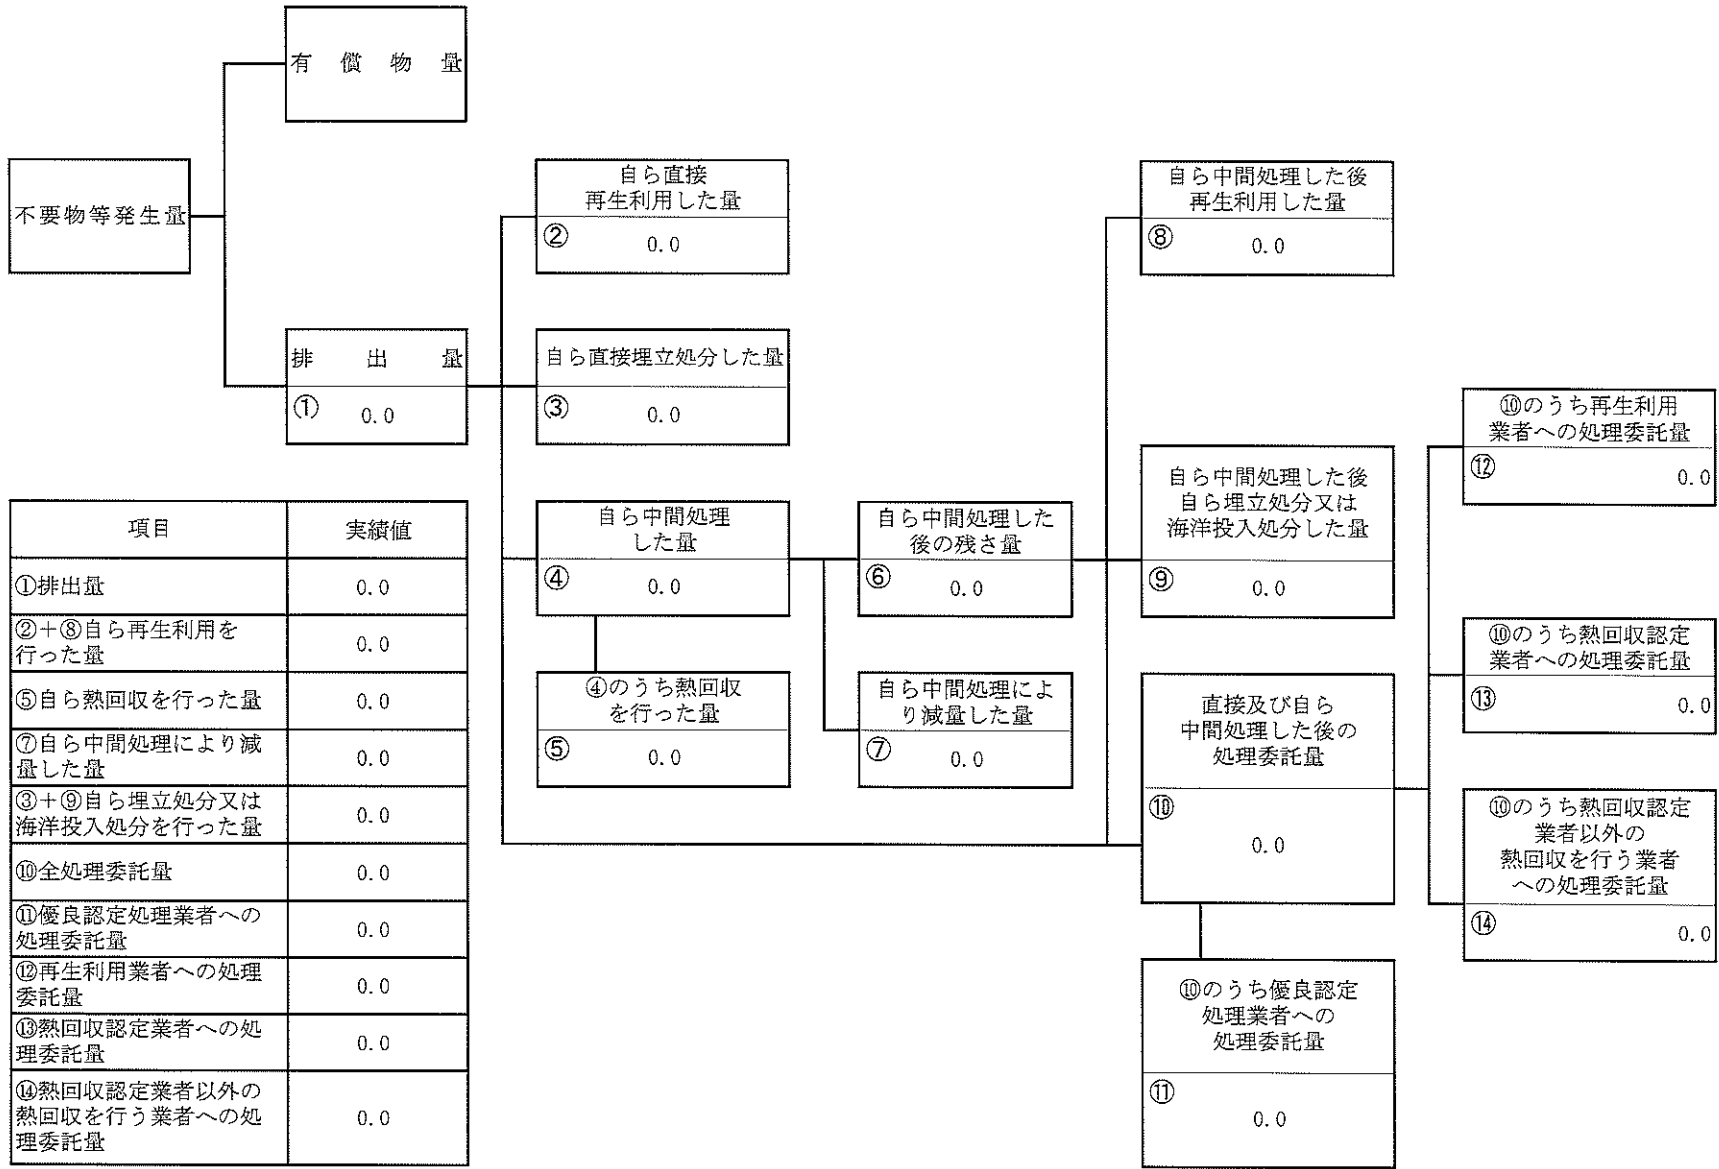 有償物量
不要物等発生量
排出量
① 0.0
自ら直接
再生利用した量
② 0.0
自ら直接埋立処分した量
③ 0.0
自ら中間処理
した量
④ 0.0
④のうち熱回収
を行った量
⑤ 0.0
自ら中間処理した
後の残さ量
⑥ 0.0
自ら中間処理によ
り減量した量
⑦ 0.0
自ら中間処理した後
再生利用した量
⑧ 0.0
自ら中間処理した後
自ら埋立処分又は
海洋投入処分した量
⑨ 0.0
直接及び自ら
中間処理した後の
処理委託量
⑩
0.0
⑩のうち優良認定
処理業者への
処理委託量
⑪
0.0
⑩のうち再生利用
業者への処理委託量
⑫ 0.0
⑩のうち熱回収認定
業者への処理委託量
⑬ 0.0
⑩のうち熱回収認定
業者以外の
熱回収を行う業者
への処理委託量
⑭ 0.0
項目 実績値
①排出量 0.0
②＋⑧自ら再生利用を
行った量 0.0
⑤自ら熱回収を行った量 0.0
⑦自ら中間処理により減
量した量 0.0
③＋⑨自ら埋立処分又は
海洋投入処分を行った量 0.0
⑩全処理委託量 0.0
⑪優良認定処理業者への
処理委託量 0.0
⑫再生利用業者への処理
委託量 0.0
⑬熱回収認定業者への処
理委託量 0.0
⑭熱回収認定業者以外の
熱回収を行う業者への処 0.0
理委託量